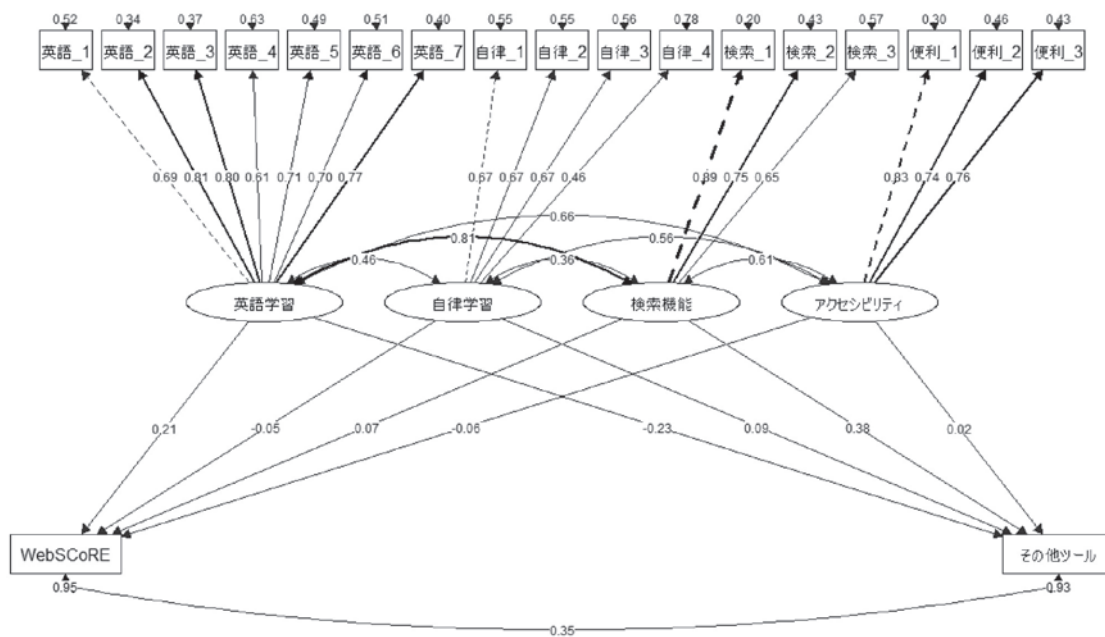 0.52 0.34 0.37 0.63 0.49 0.51 0.40 0.55 0.55 0.56 0.78 0.20 0.43 0.57 0.30 0.46 0.43
英語_1 英語_2 英語_3 英語_4 英語_5 英語_6 英語_7 自律_1 自律_2 自律_3 自律_4 検索_1 検索_2 検索_3 便利_1 便利_2 便利_3
0.69 0.81 0.80 0.61 0.71 0.70 0.77 0.67 0.67 0.67 0.46 0.89 0.75 0.65 0.83 0.74 0.76
0.66
0.81 0.56
0.46 0.36 0.61
英語学習 自律学習 検索機能 アクセシビリティ
0.21 -0.05 0.07 -0.06 -0.23 0.09 0.38 0.02
WebSCoRE その他ツール
0.95 0.93
0.35